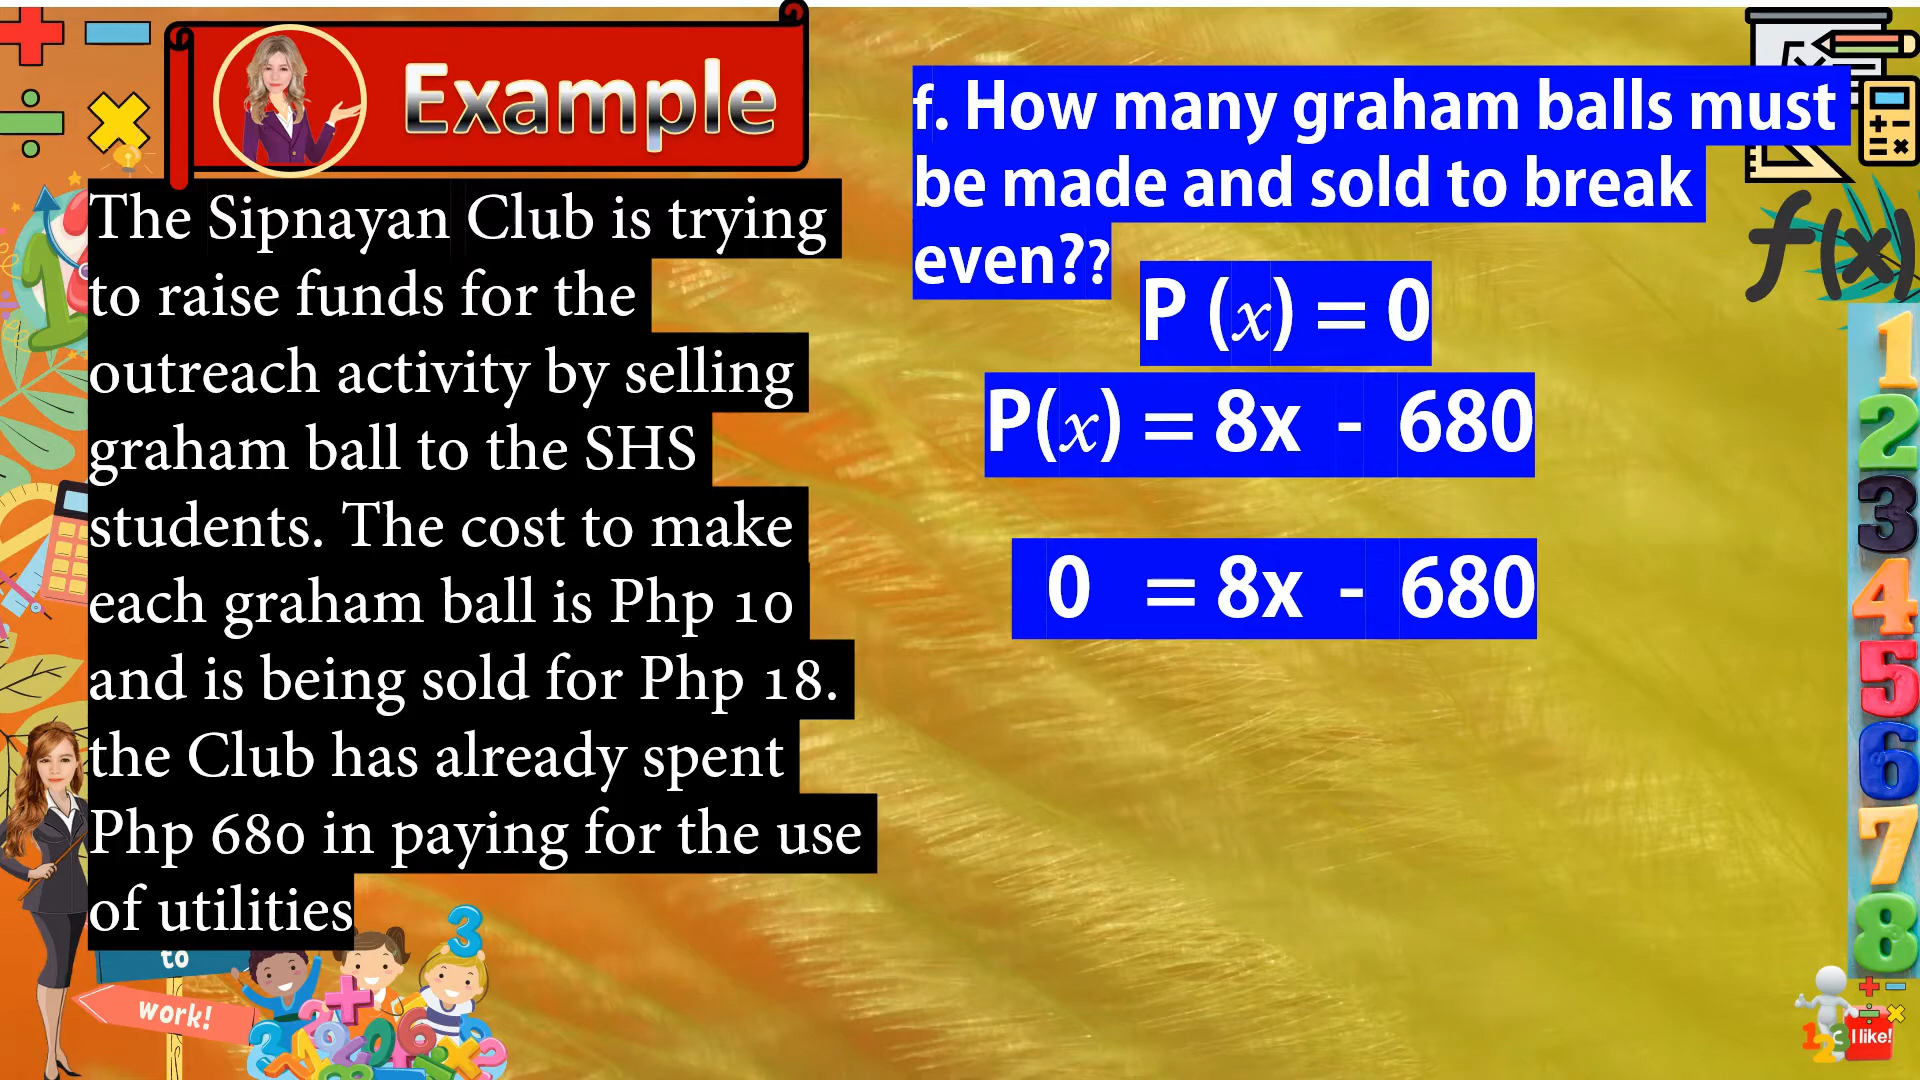 Example
The Sipnayan Club is trying
to raise funds for the
outreach activity by selling
graham ball to the SHS
students. The cost to make
each graham ball is Php 10
and is being sold for Php 18.
the Club has already spent
Php 680 in paying for the use
of utilities
f. How many graham balls must
be made and sold to break
even??
P (x) = 0
P(x) = 8x - 680
0 = 8x - 680
f(x)
1
2
3
4
5
6
7
8
to
work!
3
I like!
123